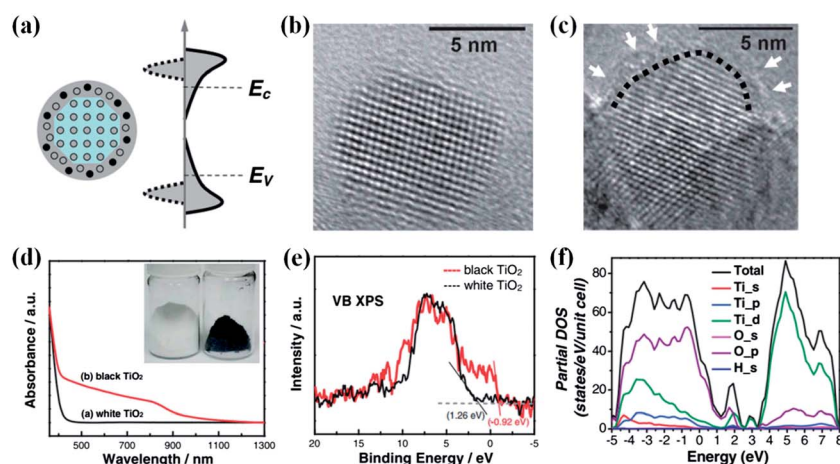 (a)
E_c
E_V
(b)
5 nm
(c)
5 nm
(d)
Absorbance / a.u.
(b) black TiO₂
(a) white TiO₂
500 700 900 1100 1300
Wavelength / nm
(e)
Intensity / a.u.
VB XPS
black TiO₂
white TiO₂
(1.26 eV)
(-0.92 eV)
20 15 10 5 0 -5
Binding Energy / eV
(f)
Partial DOS
(states/eV/unit cell)
80
60
40
20
0
Total
Ti_s
Ti_p
Ti_d
O_s
O_p
H_s
-5 -4 -3 -2 -1 0 1 2 3 4 5 6 7 8
Energy (eV)